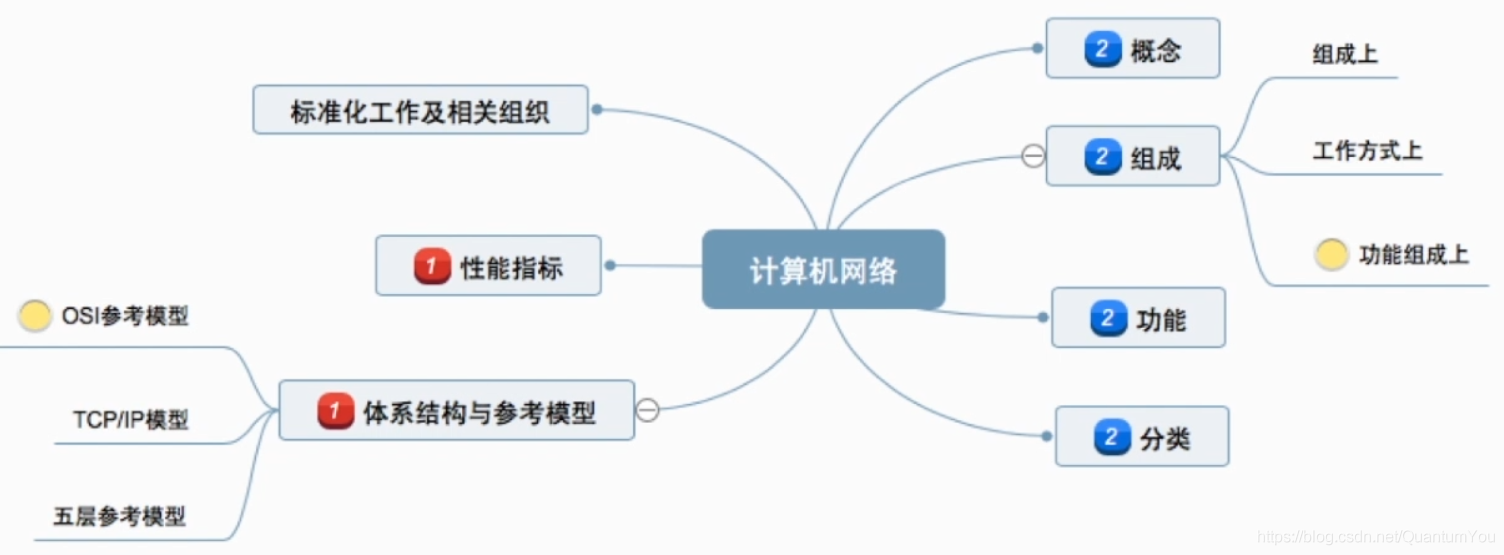 计算机网络
2 概念
2 组成
组成上
工作方式上
功能组成上
2 功能
2 分类
标准化工作及相关组织
1 性能指标
1 体系结构与参考模型
OSI参考模型
TCP/IP模型
五层参考模型
https://blog.csdn.net/QuantumYou